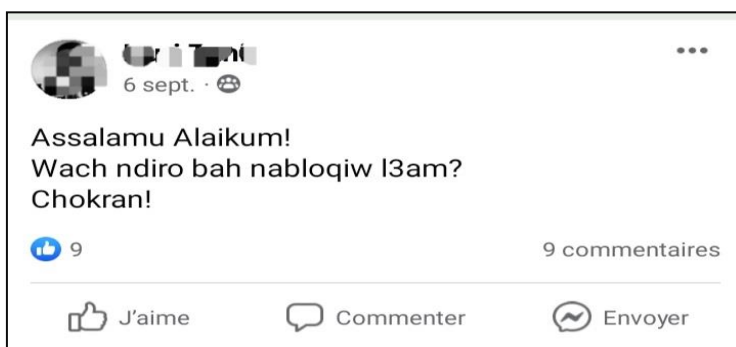 6 sept. ·
Assalamu Alaikum!
Wach ndiro bah nabloqiw l3am?
Chokran!
9 9 commentaires
J'aime Commenter Envoyer